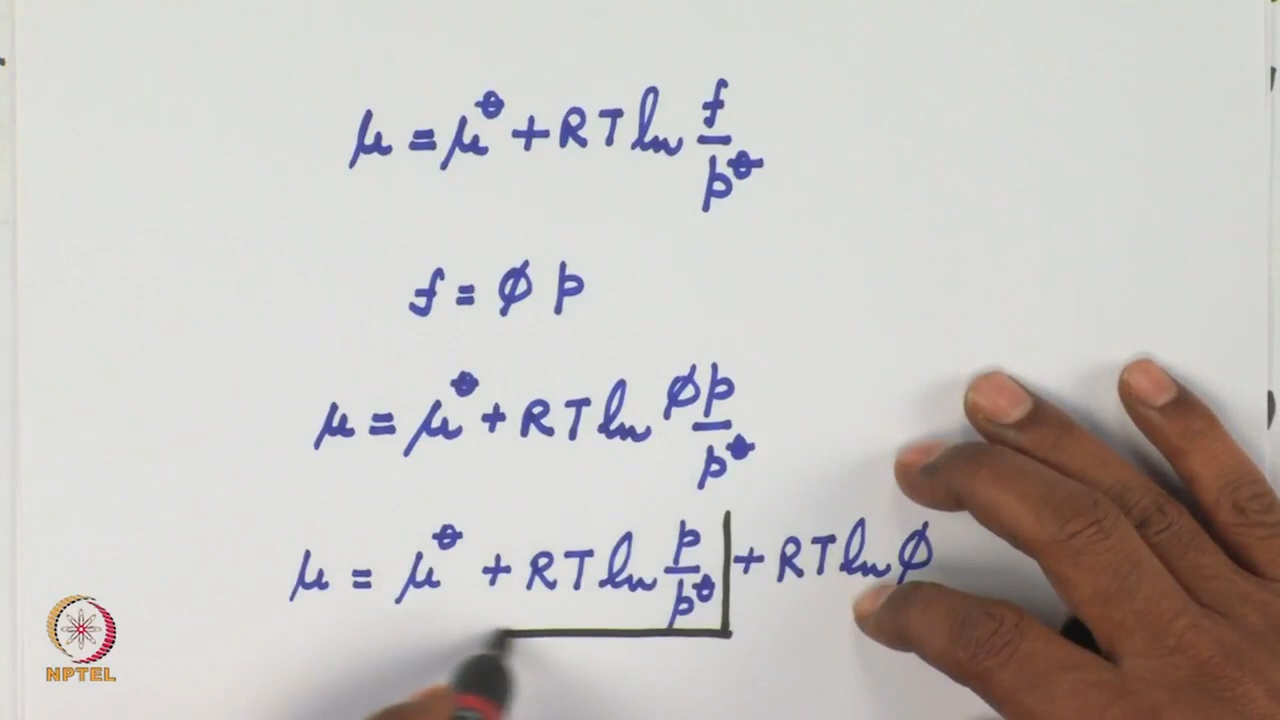 μ = μ^⦵ + RT ln f/p^⦵
f = ϕ p
μ = μ^⦵ + RT ln ϕp/p^⦵
μ = μ^⦵ + RT ln p/p^⦵ + RT ln ϕ
NPTEL